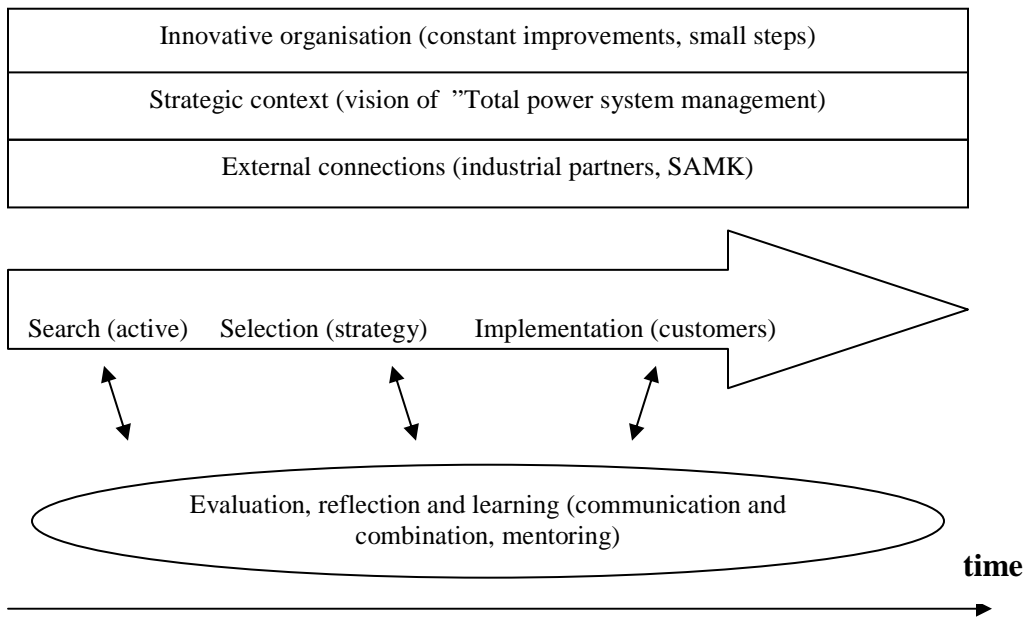 Innovative organisation (constant improvements, small steps)
Strategic context (vision of ”Total power system management)
External connections (industrial partners, SAMK)
Search (active) Selection (strategy) Implementation (customers)
Evaluation, reflection and learning (communication and
combination, mentoring)
time